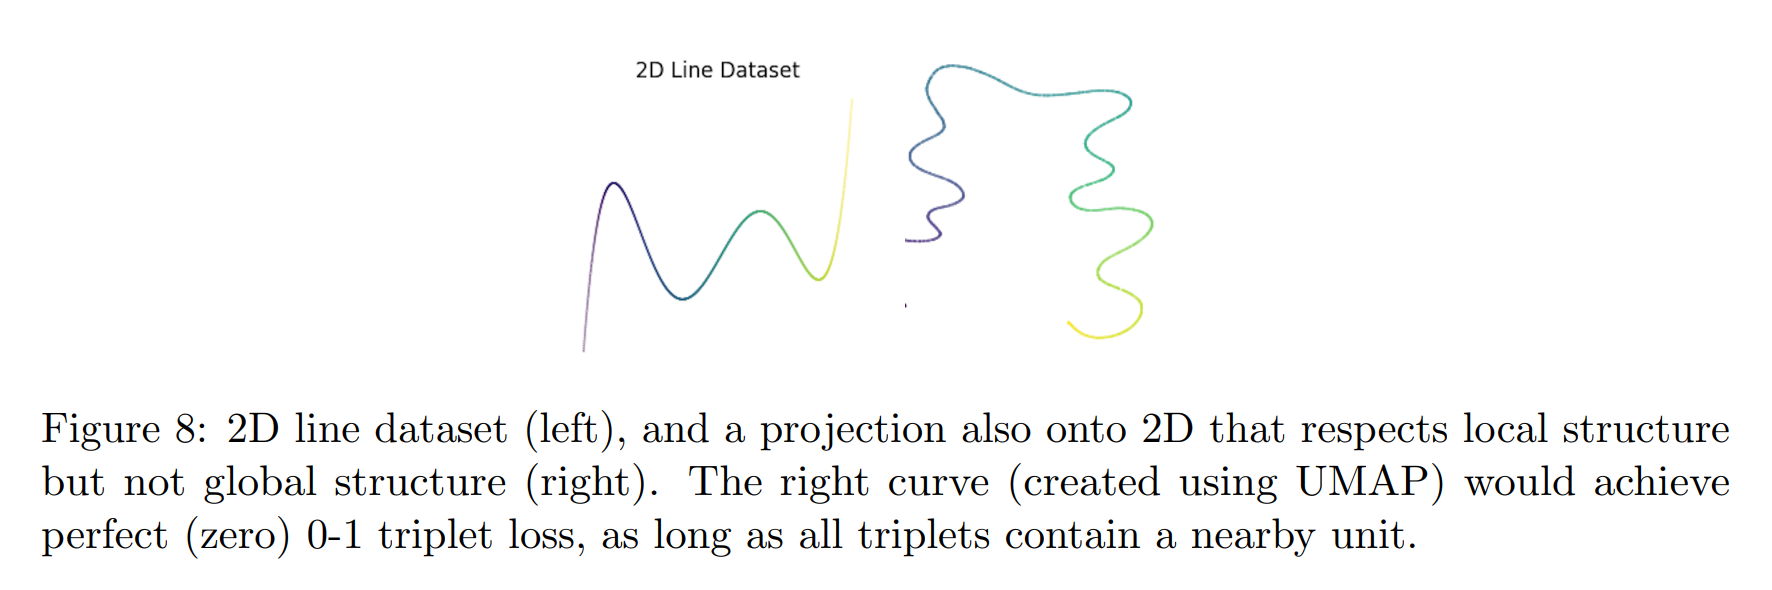 2D Line Dataset
Figure 8: 2D line dataset (left), and a projection also onto 2D that respects local structure
but not global structure (right). The right curve (created using UMAP) would achieve
perfect (zero) 0-1 triplet loss, as long as all triplets contain a nearby unit.